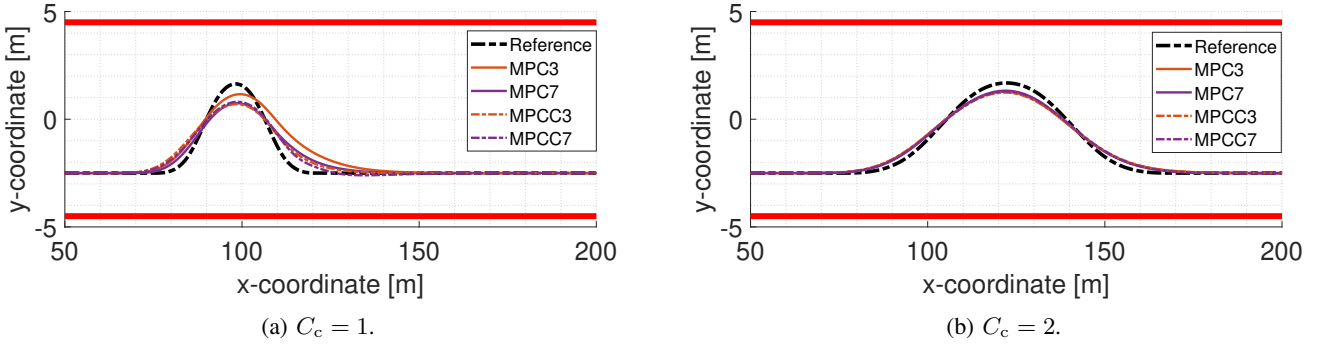 5
0
-5
y-coordinate [m]
50
100
150
200
x-coordinate [m]
Reference
MPC3
MPC7
MPCC3
MPCC7
(a) C_c = 1.
5
0
-5
y-coordinate [m]
50
100
150
200
x-coordinate [m]
Reference
MPC3
MPC7
MPCC3
MPCC7
(b) C_c = 2.